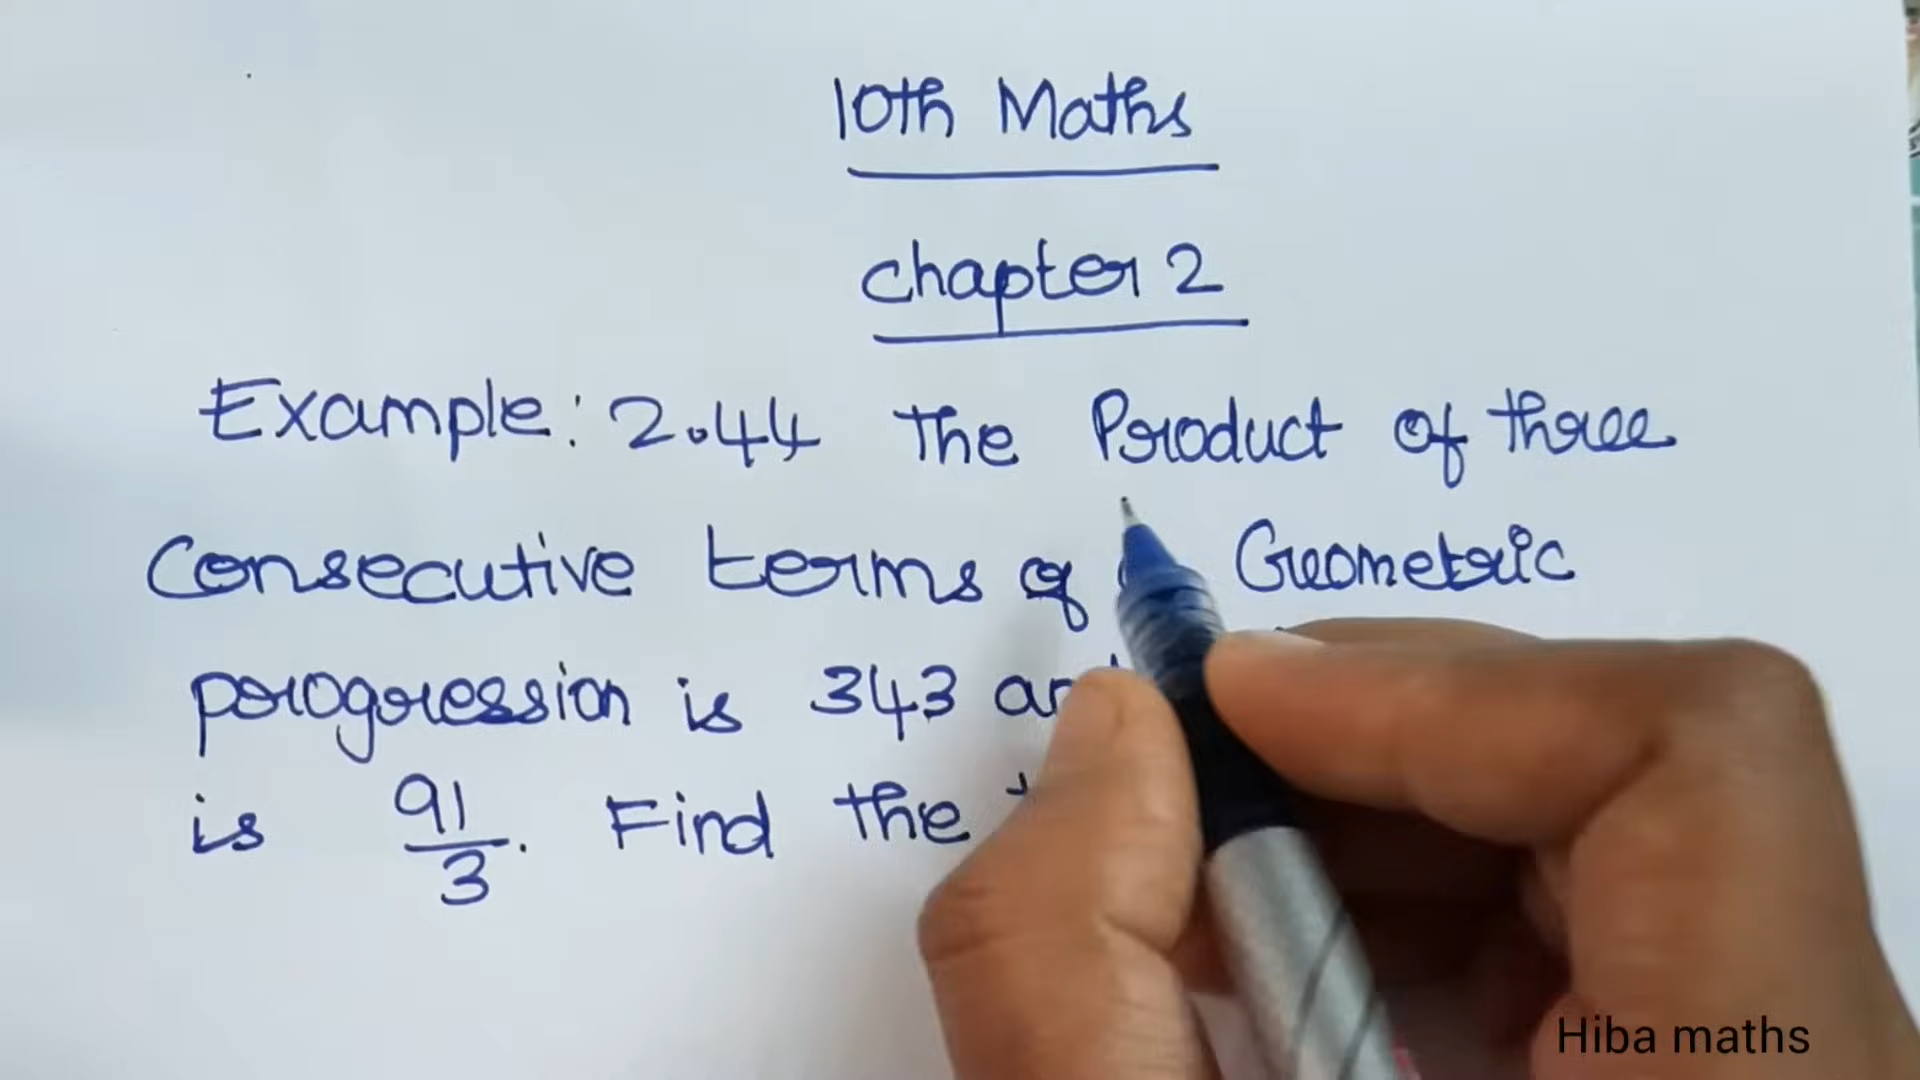 10th Maths
Chapter 2
Example: 2.44 The Product of three
Consecutive terms of Geometric
progression is 343
is 91/3. Find the
Hiba maths